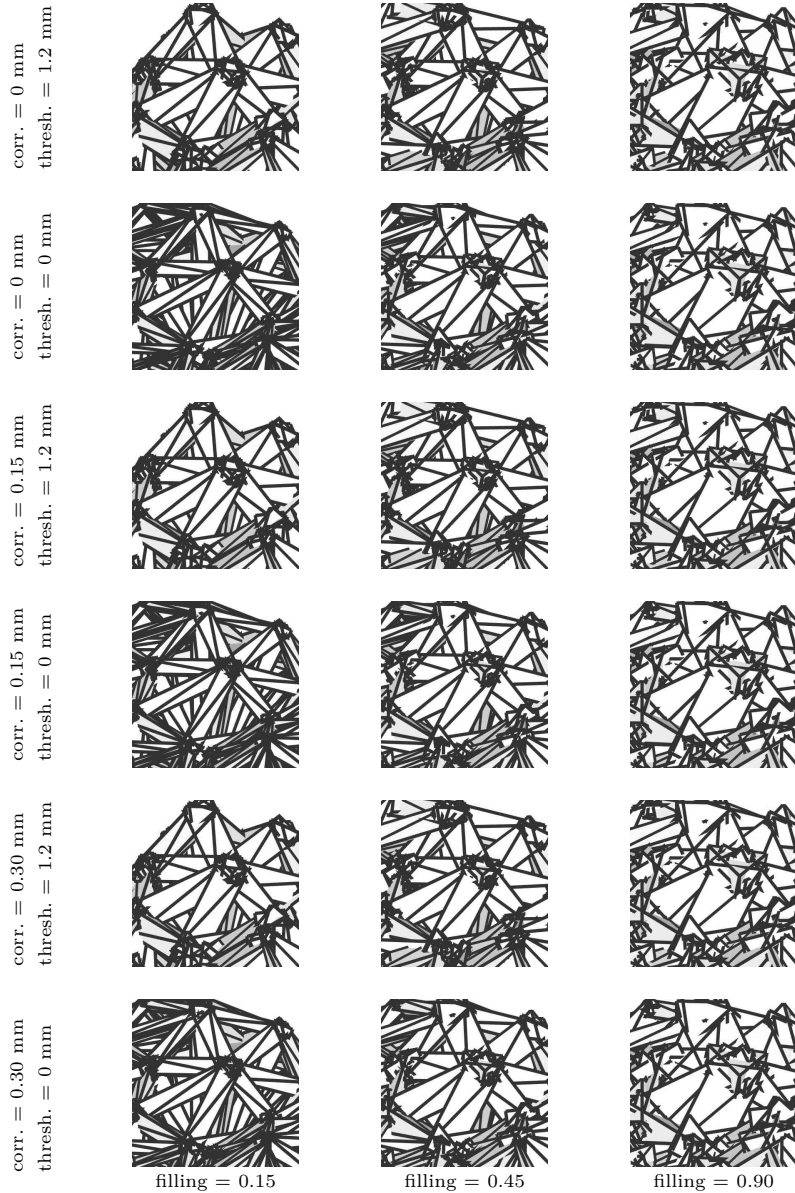 corr. = 0 mm
thresh. = 1.2 mm
corr. = 0 mm
thresh. = 0 mm
corr. = 0.15 mm
thresh. = 1.2 mm
corr. = 0.15 mm
thresh. = 0 mm
corr. = 0.30 mm
thresh. = 1.2 mm
corr. = 0.30 mm
thresh. = 0 mm
filling = 0.15
filling = 0.45
filling = 0.90